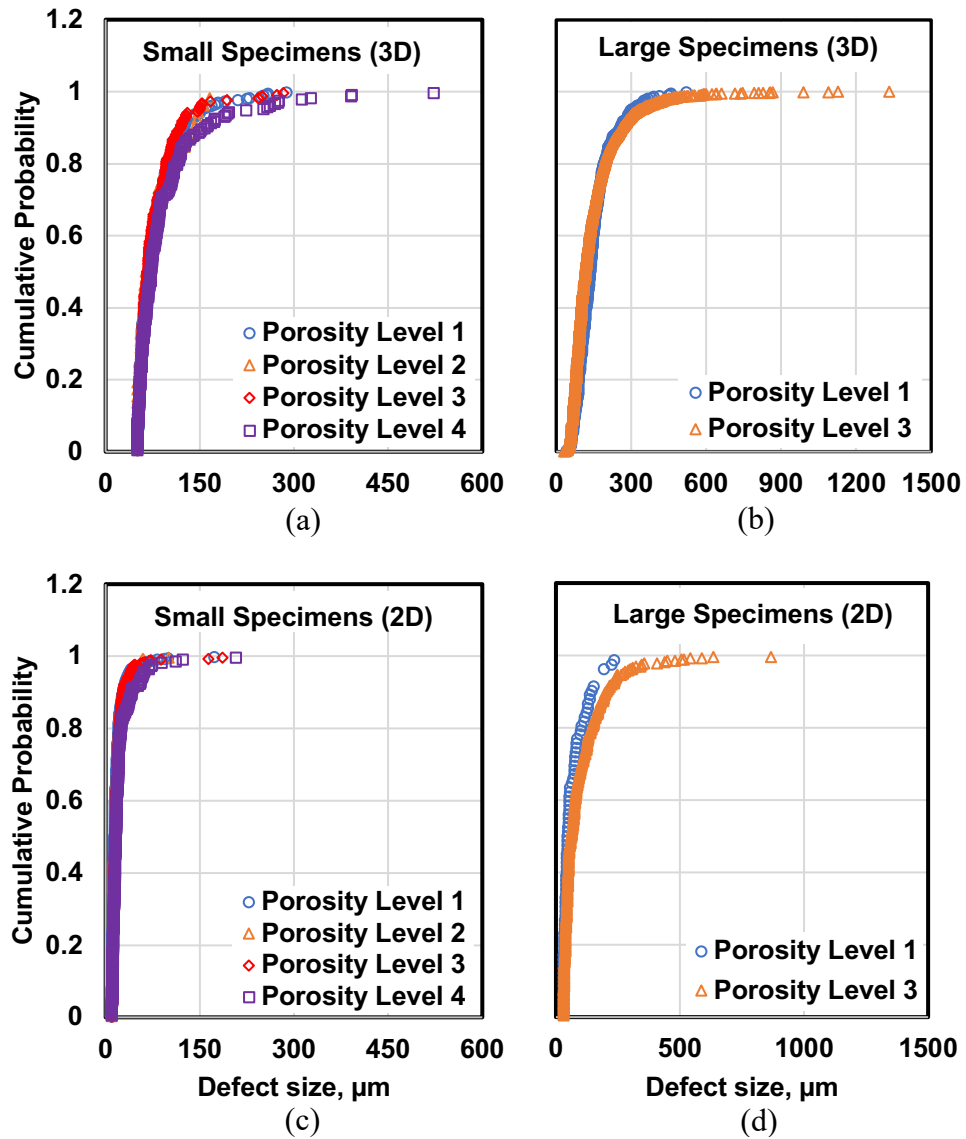 1.2
1
0.8
0.6
0.4
0.2
0
Cumulative Probability
Small Specimens (3D)
Porosity Level 1
Porosity Level 2
Porosity Level 3
Porosity Level 4
0 150 300 450 600
(a)
Large Specimens (3D)
Porosity Level 1
Porosity Level 3
0 300 600 900 1200 1500
(b)
1.2
1
0.8
0.6
0.4
0.2
0
Cumulative Probability
Small Specimens (2D)
Porosity Level 1
Porosity Level 2
Porosity Level 3
Porosity Level 4
0 150 300 450 600
Defect size, µm
(c)
Large Specimens (2D)
Porosity Level 1
Porosity Level 3
0 500 1000 1500
Defect size, µm
(d)